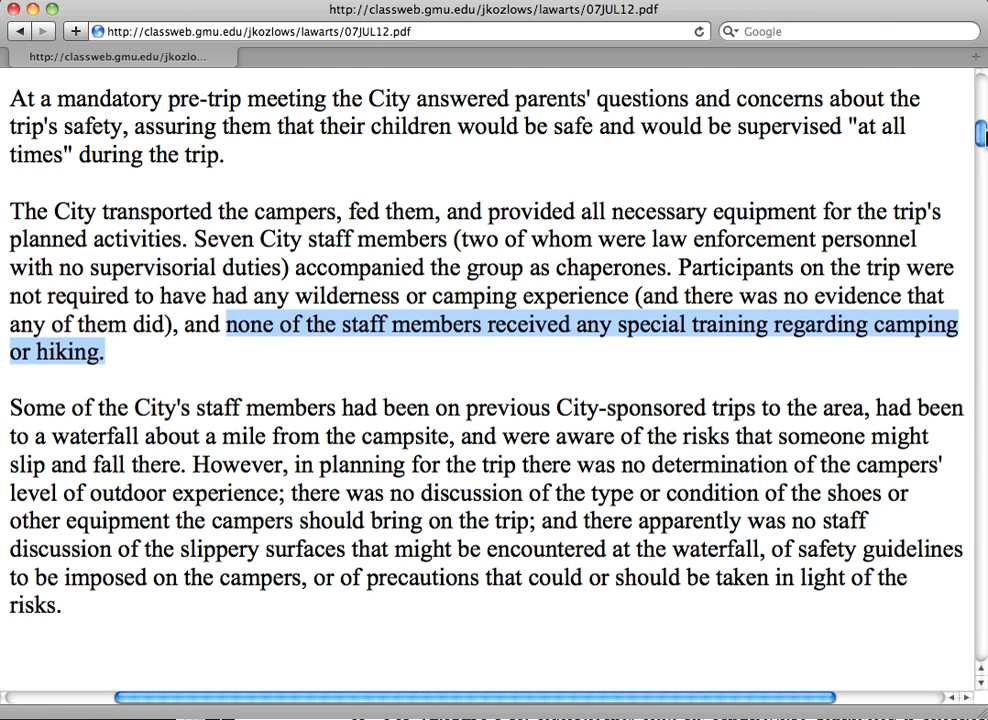 http://classweb.gmu.edu/jkozlows/lawarts/07JUL12.pdf
http://classweb.gmu.edu/jkozlows/lawarts/07JUL12.pdf
Google
http://classweb.gmu.edu/jkozlo...
At a mandatory pre-trip meeting the City answered parents' questions and concerns about the
trip's safety, assuring them that their children would be safe and would be supervised "at all
times" during the trip.
The City transported the campers, fed them, and provided all necessary equipment for the trip's
planned activities. Seven City staff members (two of whom were law enforcement personnel
with no supervisorial duties) accompanied the group as chaperones. Participants on the trip were
not required to have had any wilderness or camping experience (and there was no evidence that
any of them did), and none of the staff members received any special training regarding camping
or hiking.
Some of the City's staff members had been on previous City-sponsored trips to the area, had been
to a waterfall about a mile from the campsite, and were aware of the risks that someone might
slip and fall there. However, in planning for the trip there was no determination of the campers'
level of outdoor experience; there was no discussion of the type or condition of the shoes or
other equipment the campers should bring on the trip; and there apparently was no staff
discussion of the slippery surfaces that might be encountered at the waterfall, of safety guidelines
to be imposed on the campers, or of precautions that could or should be taken in light of the
risks.